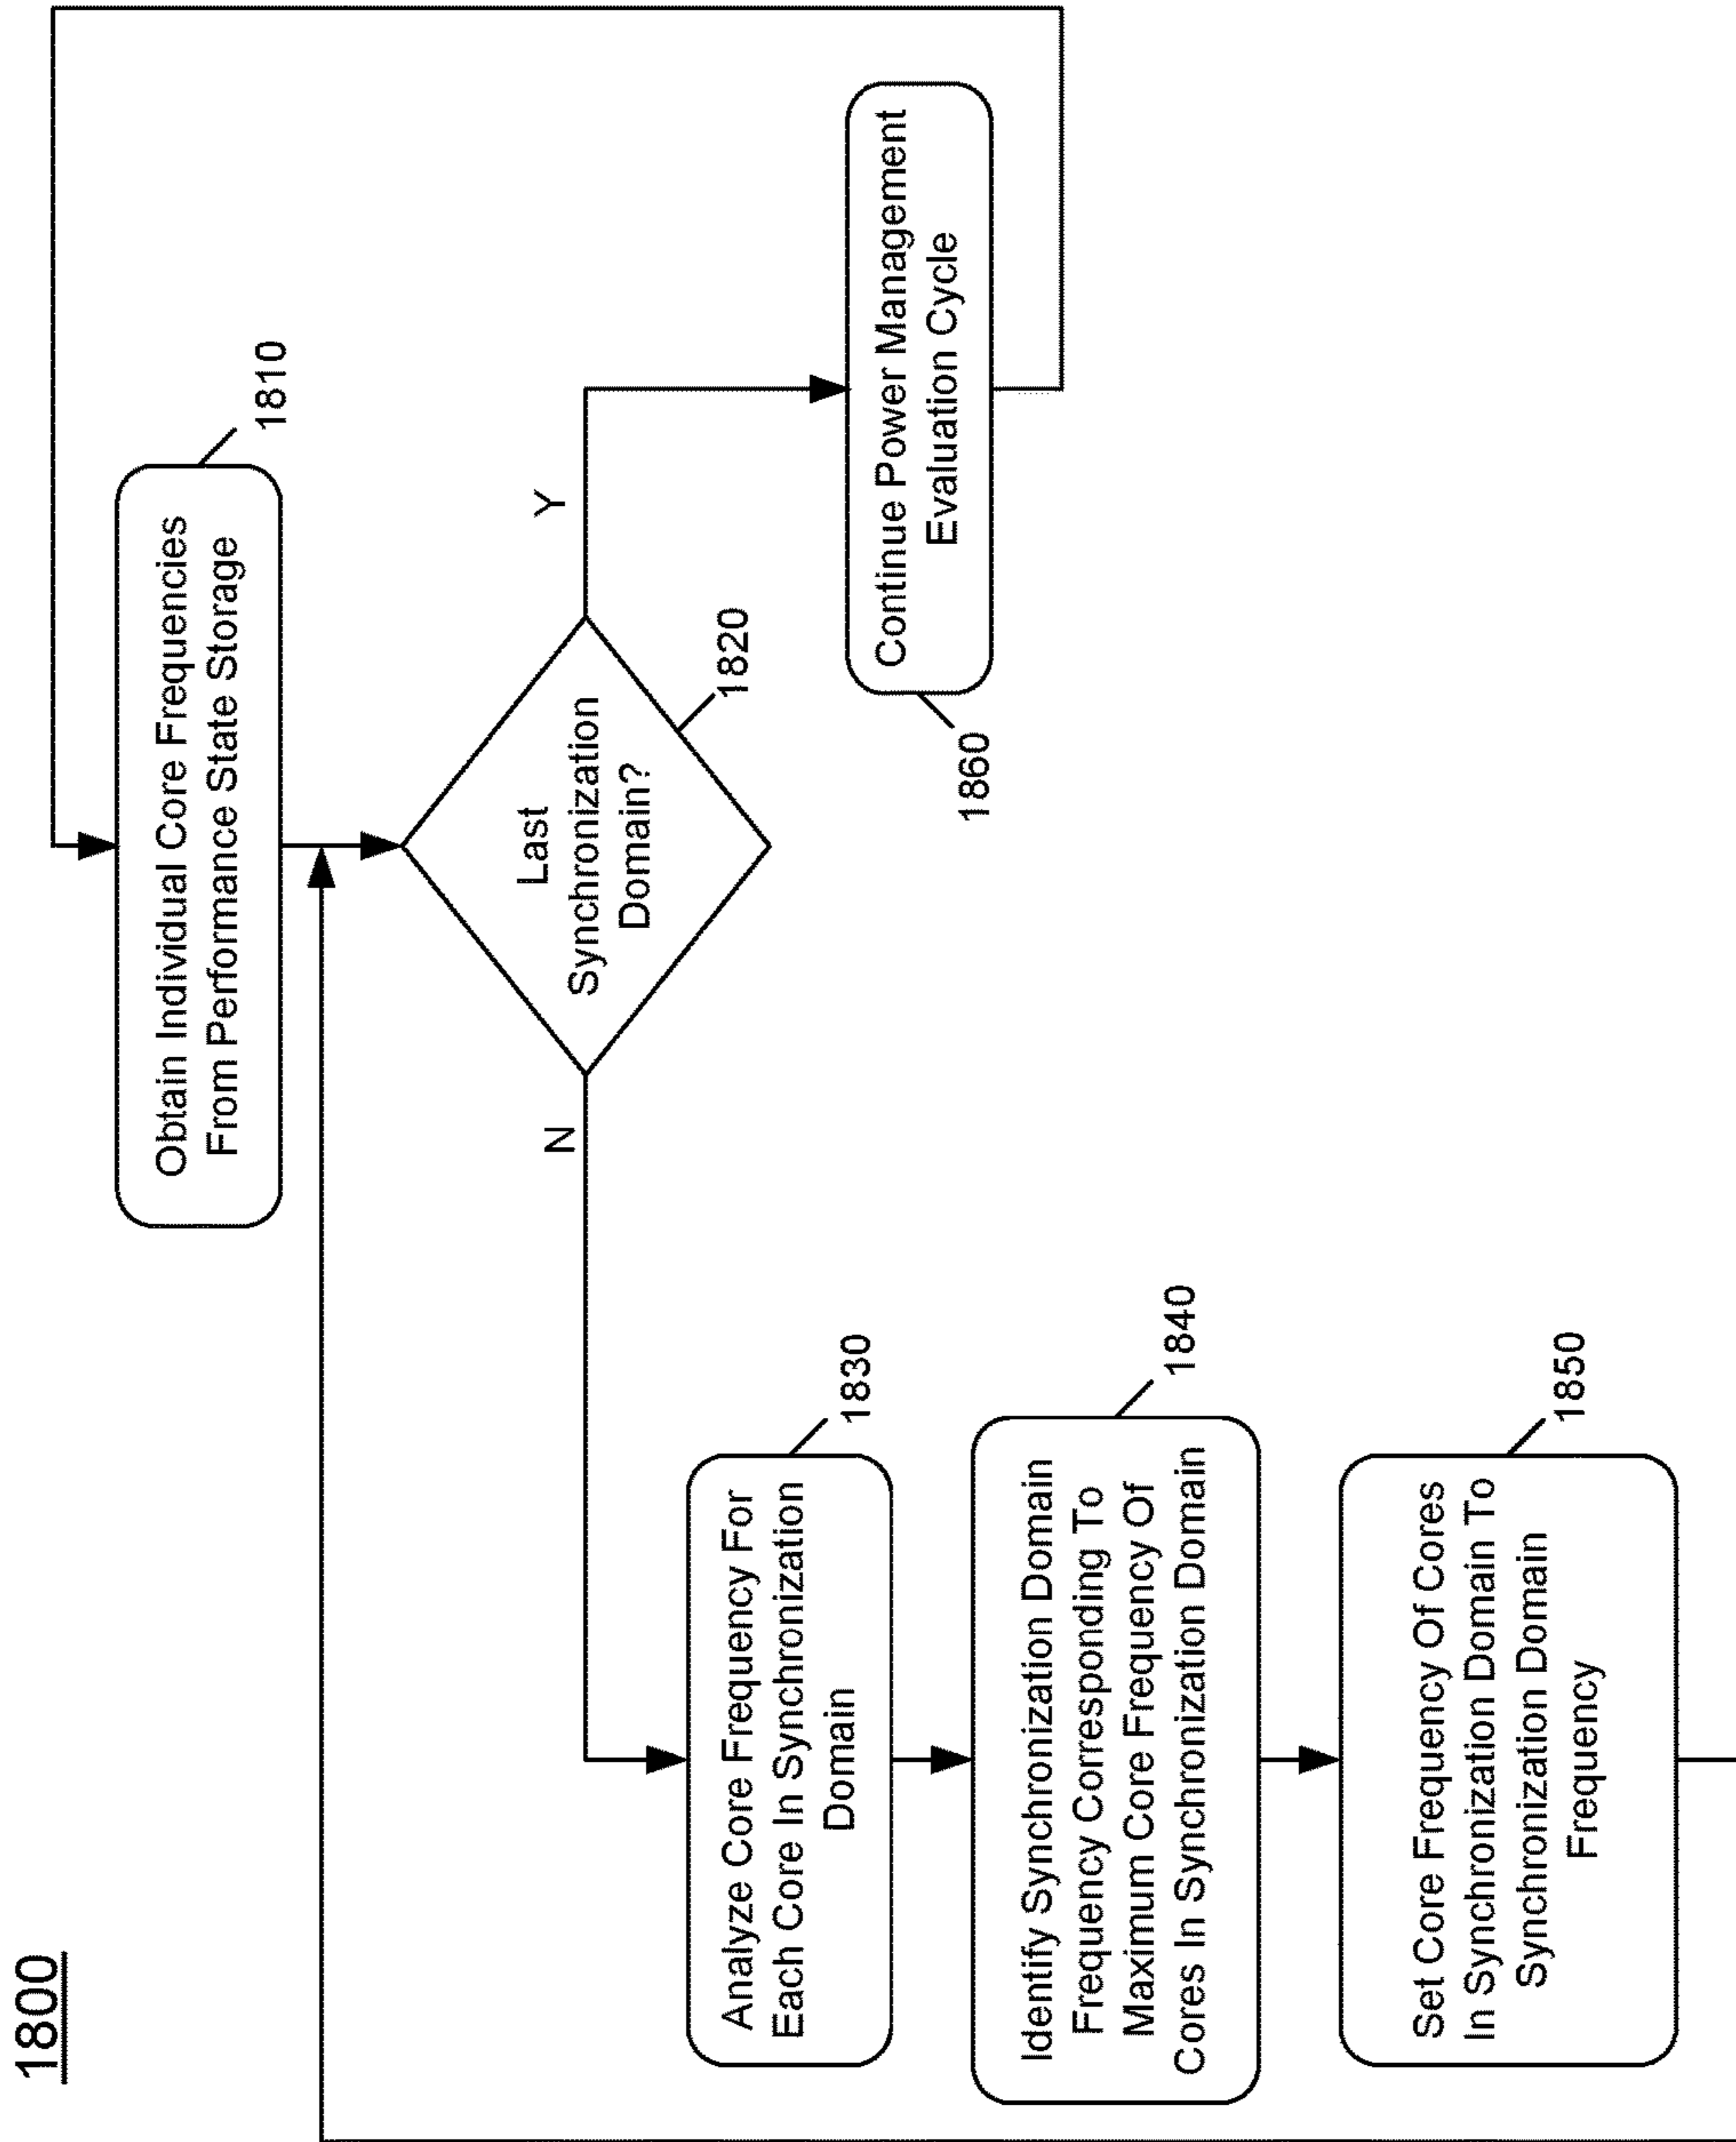 1800
Obtain Individual Core Frequencies
From Performance State Storage
1810
Last
Synchronization
Domain?
1820
N
Y
Analyze Core Frequency For
Each Core In Synchronization
Domain
1830
Continue Power Management
Evaluation Cycle
1860
Identify Synchronization Domain
Frequency Corresponding To
Maximum Core Frequency Of
Cores In Synchronization Domain
1840
Set Core Frequency Of Cores
In Synchronization Domain To
Synchronization Domain
Frequency
1850